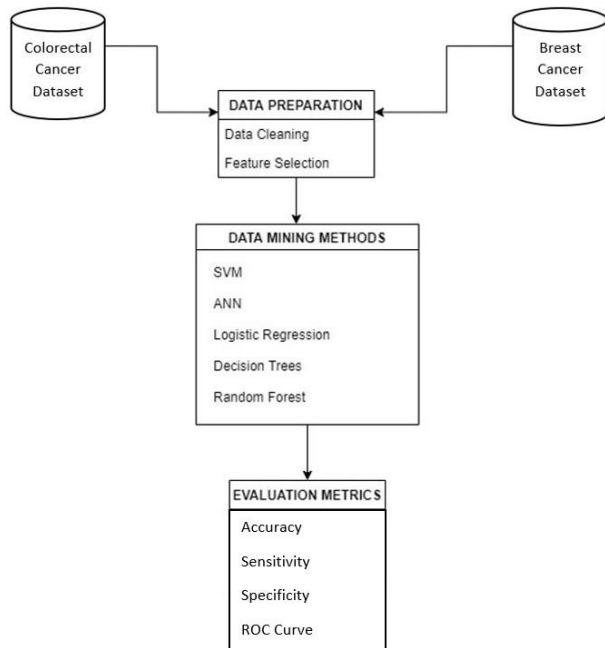 Colorectal
Cancer
Dataset
Breast
Cancer
Dataset
DATA PREPARATION
Data Cleaning
Feature Selection
DATA MINING METHODS
SVM
ANN
Logistic Regression
Decision Trees
Random Forest
EVALUATION METRICS
Accuracy
Sensitivity
Specificity
ROC Curve